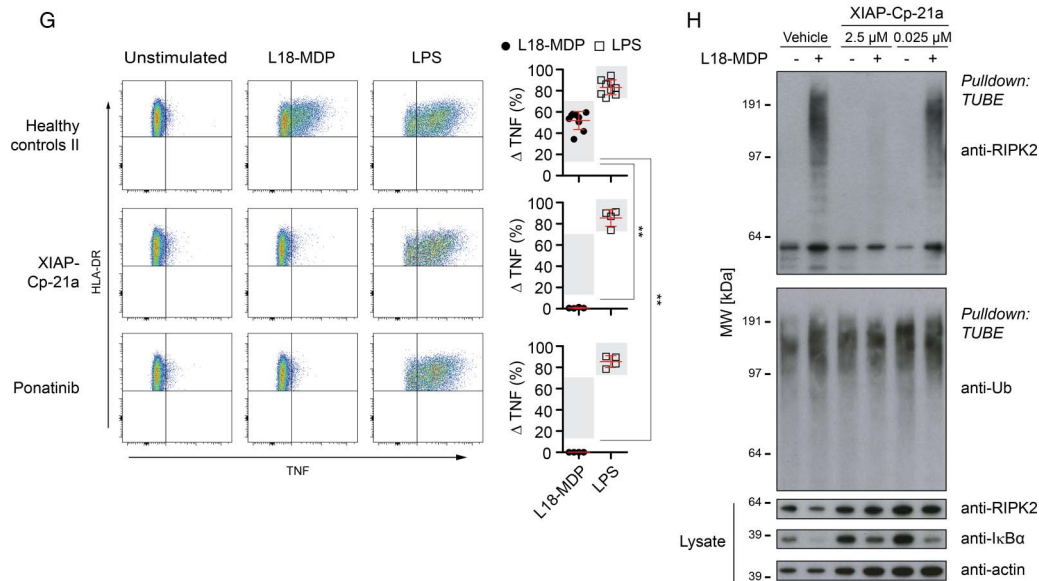 G
Unstimulated
L18-MDP
LPS
Healthy
controls II
XIAP-
Cp-21a
Ponatinib
HLA-DR
TNF
● L18-MDP □ LPS
Δ TNF (%)
100
80
60
40
20
0
Δ TNF (%)
100
80
60
40
20
0
Δ TNF (%)
100
80
60
40
20
0
**
**
L18-MDP
LPS
H
XIAP-Cp-21a
Vehicle 2.5 µM 0.025 µM
L18-MDP - + - + - +
MW [kDa]
191 -
97 -
64 -
Pulldown:
TUBE
anti-RIPK2
191 -
97 -
64 -
Pulldown:
TUBE
anti-Ub
Lysate
64 -
anti-RIPK2
39 -
anti-IκBα
39 -
anti-actin